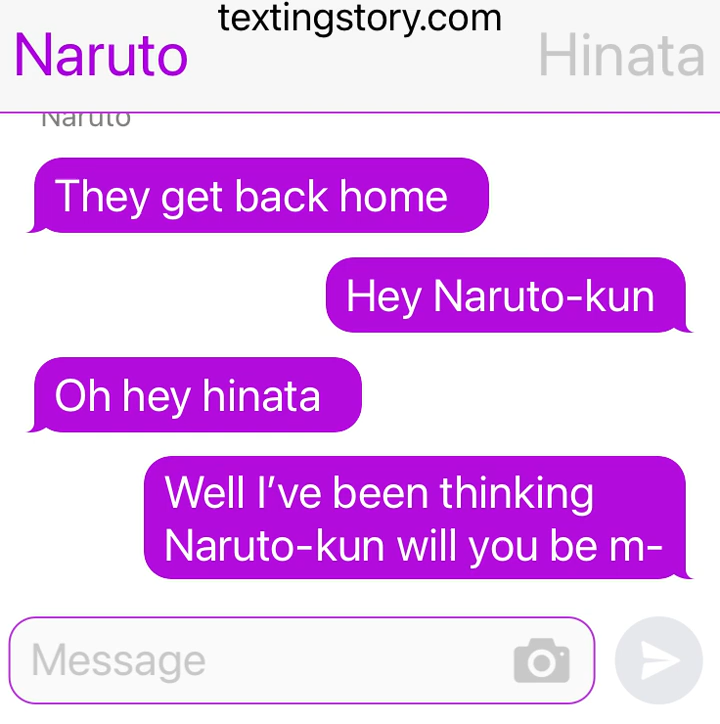 textingstory.com
Naruto
Hinata
Naruto
They get back home
Hey Naruto-kun
Oh hey hinata
Well I’ve been thinking
Naruto-kun will you be m-
Message